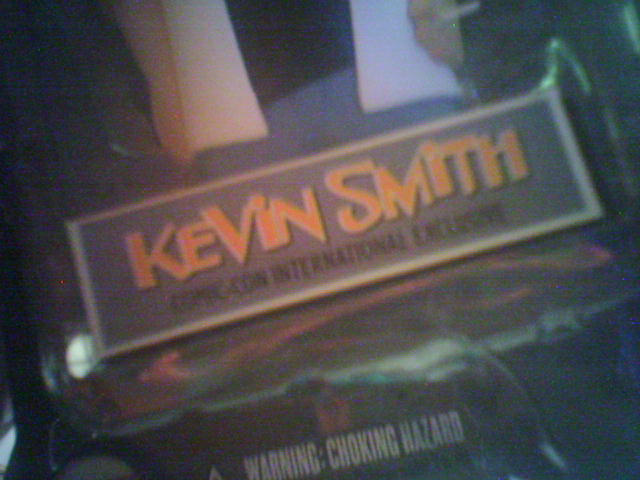 KEViN SMiTH
COMIC-CON INTERNATIONAL EXCLUSIVE
WARNING: CHOKING HAZARD